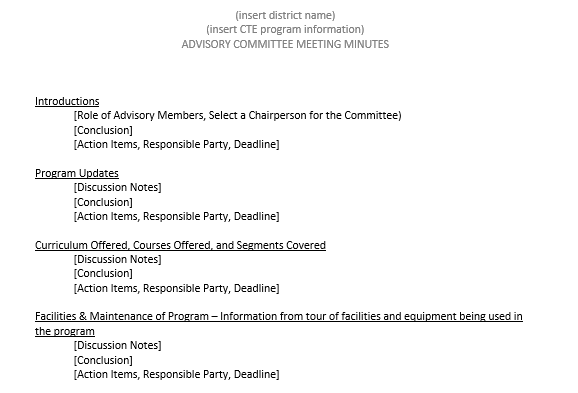 (insert district name)
(insert CTE program information)
ADVISORY COMMITTEE MEETING MINUTES
Introductions
[Role of Advisory Members, Select a Chairperson for the Committee)
[Conclusion]
[Action Items, Responsible Party, Deadline]
Program Updates
[Discussion Notes]
[Conclusion]
[Action Items, Responsible Party, Deadline]
Curriculum Offered, Courses Offered, and Segments Covered
[Discussion Notes]
[Conclusion]
[Action Items, Responsible Party, Deadline]
Facilities & Maintenance of Program – Information from tour of facilities and equipment being used in
the program
[Discussion Notes]
[Conclusion]
[Action Items, Responsible Party, Deadline]